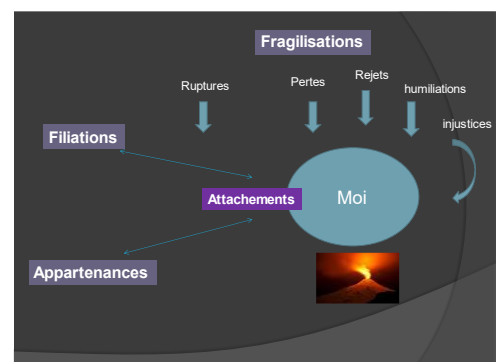 Fragilisations
Ruptures
Pertes
Rejets
humiliations
injustices
Filiations
Attachements
Moi
Appartenances